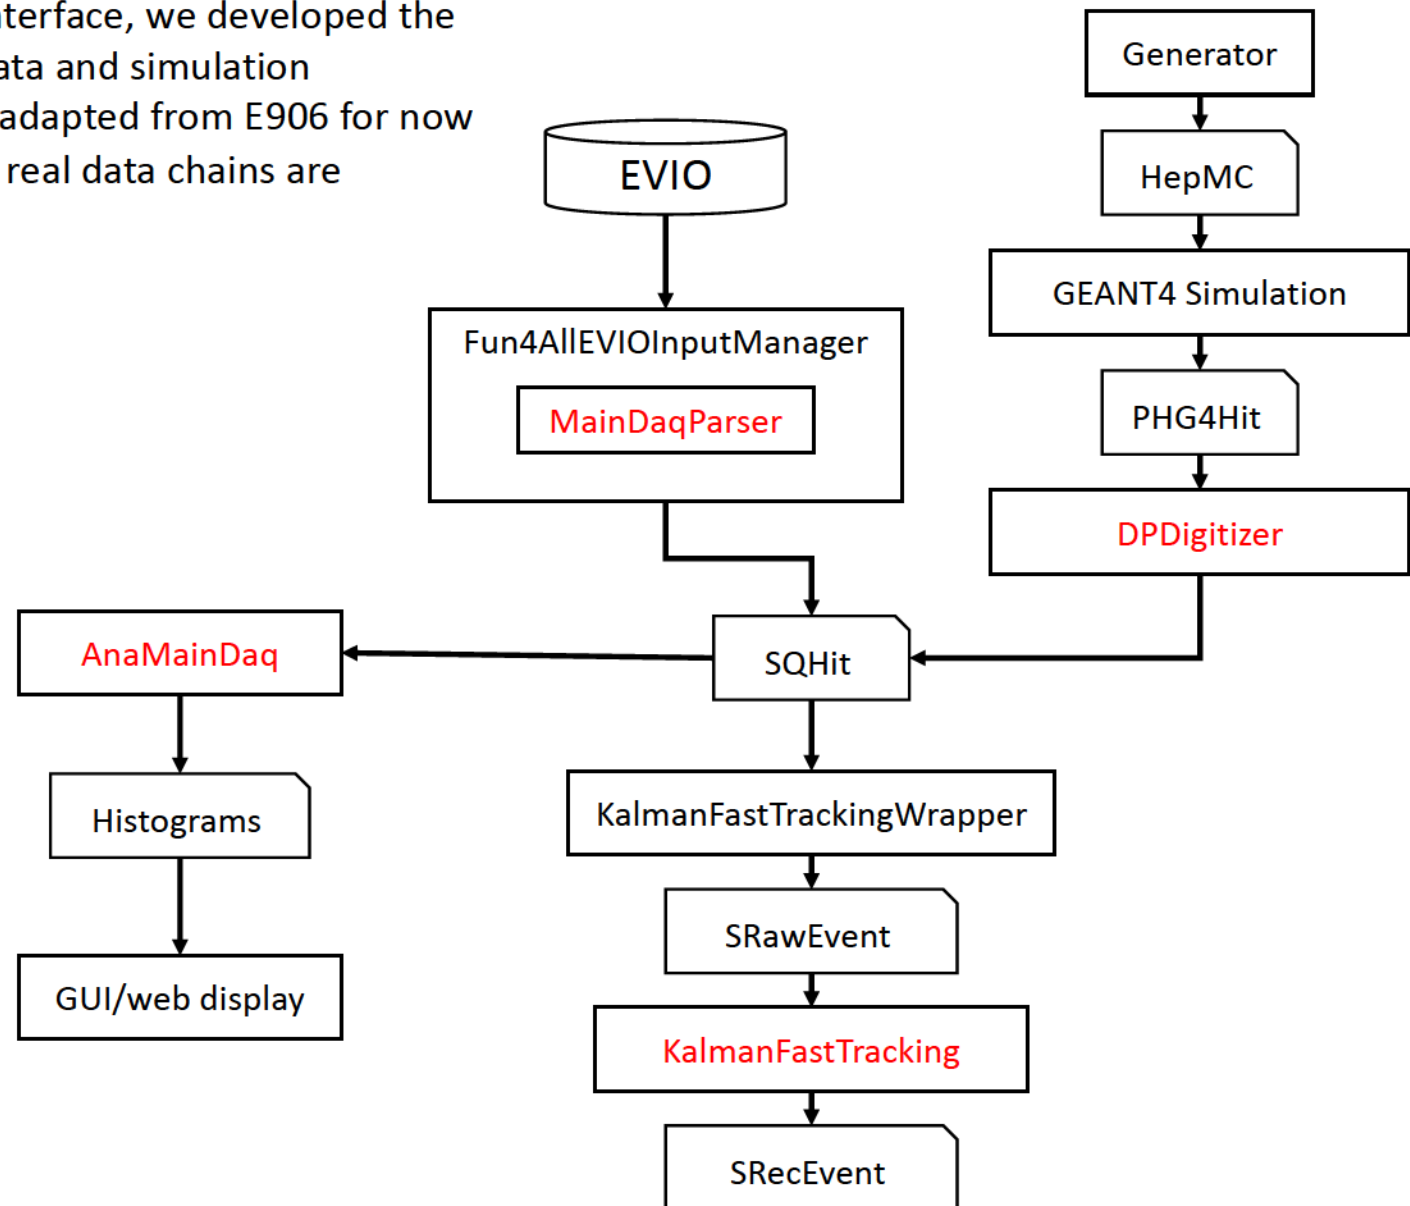 nterface, we developed the
ata and simulation
adapted from E906 for now
real data chains are
Generator
HepMC
EVIO
GEANT4 Simulation
Fun4AllEVIOInputManager
MainDaqParser
PHG4Hit
DPDigitizer
AnaMainDaq
SQHit
Histograms
KalmanFastTrackingWrapper
SRawEvent
GUI/web display
KalmanFastTracking
SRecEvent